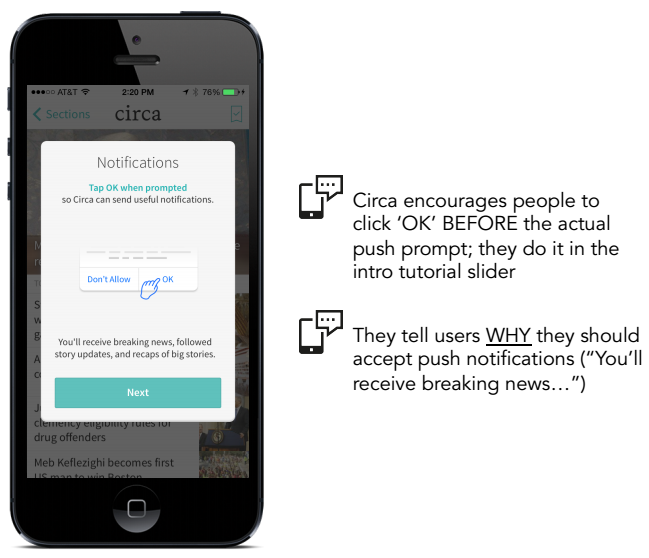 AT&T 2:20 PM 76%
Sections circa
Notifications
Tap OK when prompted
so Circa can send useful notifications.
Don't Allow OK
You'll receive breaking news, followed
story updates, and recaps of big stories.
Next
clemency eligibility rules for
drug offenders
Meb Keflezighi becomes first
US man to win Boston
Circa encourages people to
click ‘OK’ BEFORE the actual
push prompt; they do it in the
intro tutorial slider
They tell users WHY they should
accept push notifications (“You’ll
receive breaking news…”)